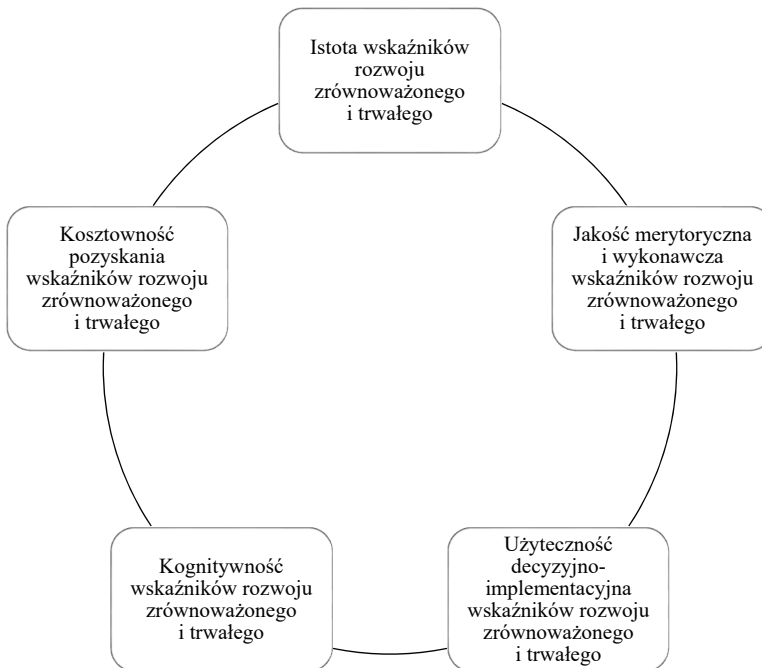 Istota wskaźników
rozwoju
zrównoważonego
i trwałego
Jakość merytoryczna
i wykonawcza
wskaźników rozwoju
zrównoważonego
i trwałego
Użyteczność
decyzyjno-
implementacyjna
wskaźników rozwoju
zrównoważonego
i trwałego
Kognitywność
wskaźników rozwoju
zrównoważonego
i trwałego
Kosztowność
pozyskania
wskaźników rozwoju
zrównoważonego
i trwałego